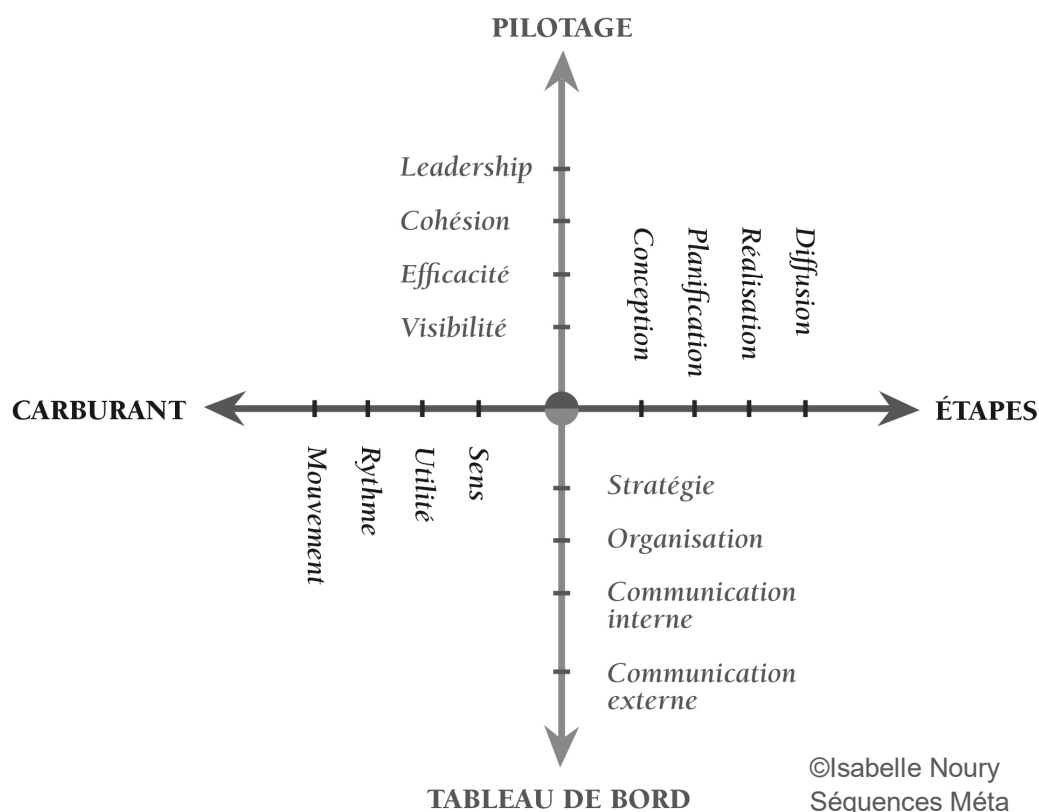 PILOTAGE
Leadership
Cohésion
Efficacité
Visibilité
Conception
Planification
Réalisation
Diffusion
CARBURANT
ÉTAPES
Mouvement
Rythme
Utilité
Sens
Stratégie
Organisation
Communication
interne
Communication
externe
TABLEAU DE BORD
©Isabelle Noury
Séquences Méta